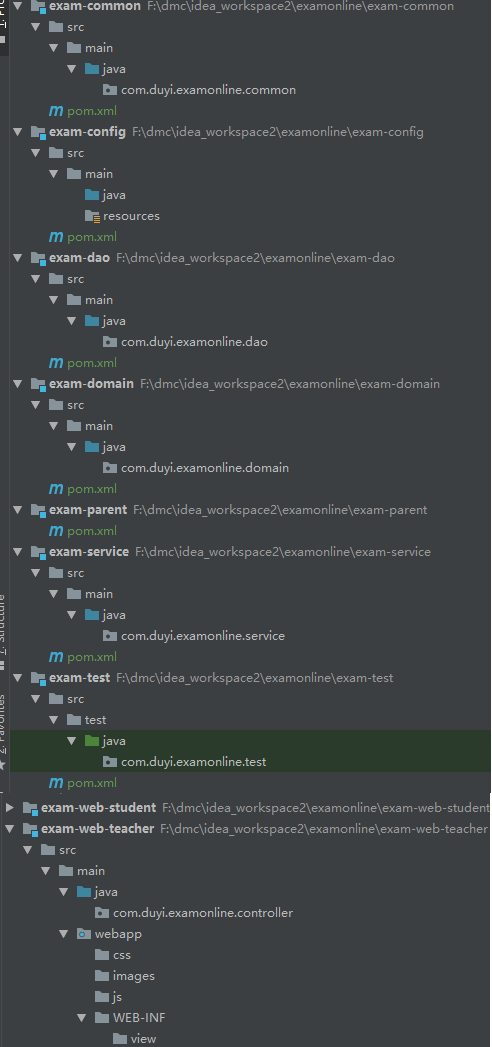 exam-common F:\dmc\idea_workspace2\examonline\exam-common
src
main
java
com.duyi.examonline.common
pom.xml
exam-config F:\dmc\idea_workspace2\examonline\exam-config
src
main
java
resources
pom.xml
exam-dao F:\dmc\idea_workspace2\examonline\exam-dao
src
main
java
com.duyi.examonline.dao
pom.xml
exam-domain F:\dmc\idea_workspace2\examonline\exam-domain
src
main
java
com.duyi.examonline.domain
pom.xml
exam-parent F:\dmc\idea_workspace2\examonline\exam-parent
pom.xml
exam-service F:\dmc\idea_workspace2\examonline\exam-service
src
main
java
com.duyi.examonline.service
pom.xml
exam-test F:\dmc\idea_workspace2\examonline\exam-test
src
test
java
com.duyi.examonline.test
pom.xml
exam-web-student F:\dmc\idea_workspace2\examonline\exam-web-student
exam-web-teacher F:\dmc\idea_workspace2\examonline\exam-web-teacher
src
main
java
com.duyi.examonline.controller
webapp
css
images
js
WEB-INF
view